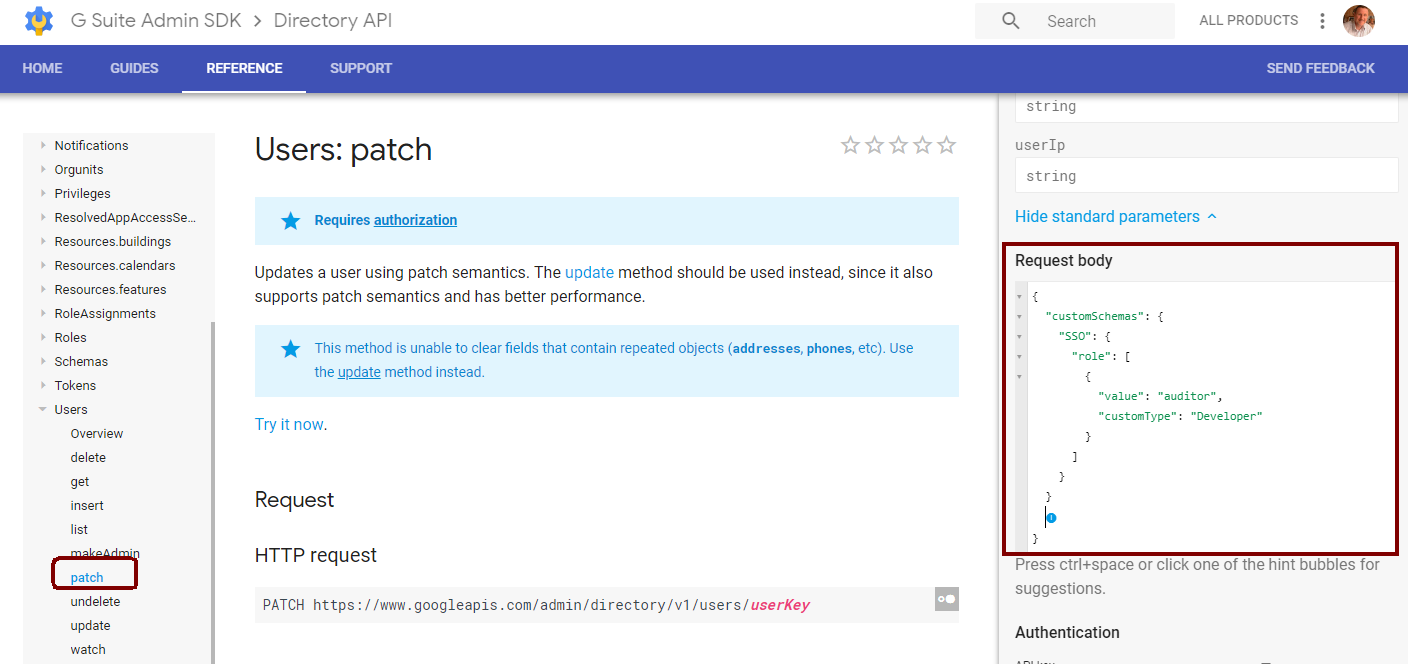 G Suite Admin SDK > Directory API
Search
ALL PRODUCTS
HOME
GUIDES
REFERENCE
SUPPORT
SEND FEEDBACK
Notifications
Orgunits
Privileges
ResolvedAppAccessSe...
Resources.buildings
Resources.calendars
Resources.features
RoleAssignments
Roles
Schemas
Tokens
Users
Overview
delete
get
insert
list
makeAdmin
patch
undelete
update
watch
Users: patch
Requires authorization
Updates a user using patch semantics. The update method should be used instead, since it also
supports patch semantics and has better performance.
This method is unable to clear fields that contain repeated objects (addresses, phones, etc). Use
the update method instead.
Try it now.
Request
HTTP request
PATCH https://www.googleapis.com/admin/directory/v1/users/userKey
string
userIp
string
Hide standard parameters
Request body
{
"customSchemas": {
"SSO": {
"role": [
{
"value": "auditor",
"customType": "Developer"
}
]
}
}
}
Press ctrl+space or click one of the hint bubbles for
suggestions.
Authentication
API key